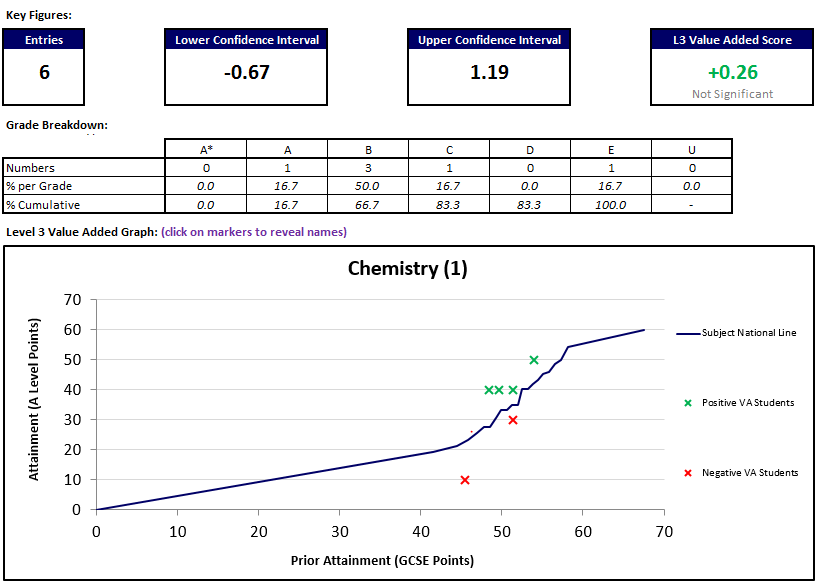 Key Figures:
Entries Lower Confidence Interval Upper Confidence Interval L3 Value Added Score
6 -0.67 1.19 +0.26
Not Significant
Grade Breakdown:
A* A B C D E U
Numbers 0 1 3 1 0 1 0
% per Grade 0.0 16.7 50.0 16.7 0.0 16.7 0.0
% Cumulative 0.0 16.7 66.7 83.3 83.3 100.0 -
Level 3 Value Added Graph: (click on markers to reveal names)
Chemistry (1)
Attainment (A Level Points)
70
60
50
40
30
20
10
0
0 10 20 30 40 50 60 70
Prior Attainment (GCSE Points)
Subject National Line
Positive VA Students
Negative VA Students